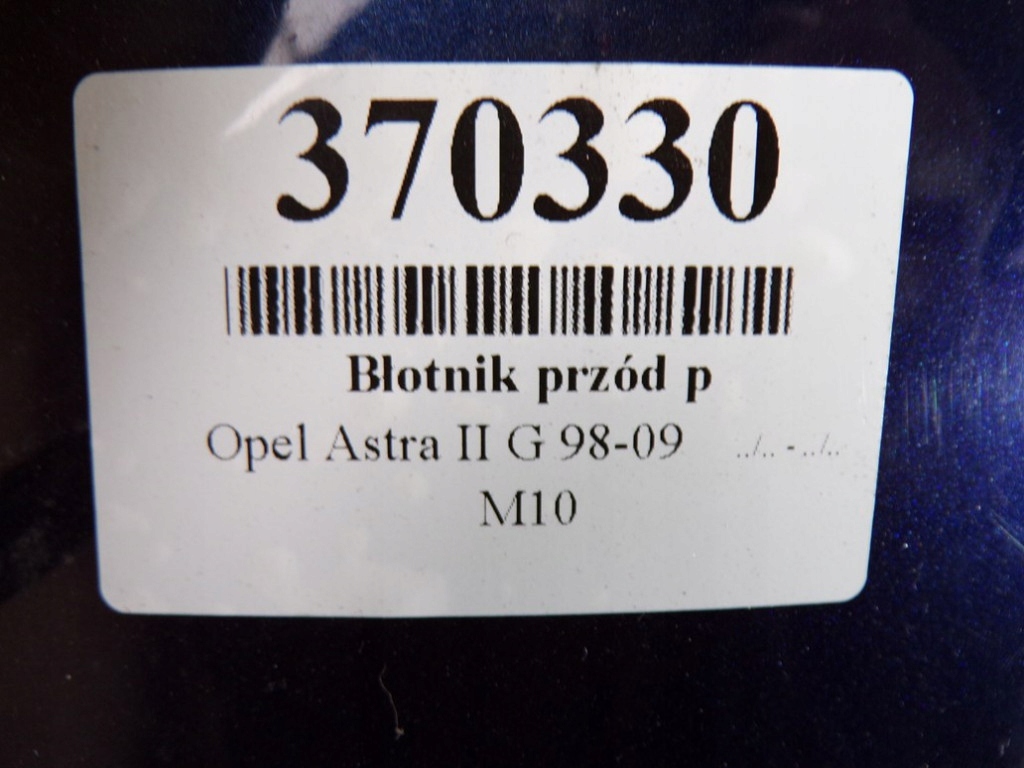 370330
Błotnik przód p
Opel Astra II G 98-09 ../.. - ../..
M10